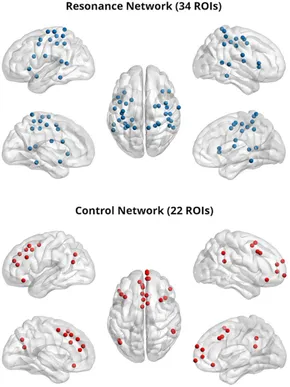 Resonance Network (34 ROIs)
Control Network (22 ROIs)